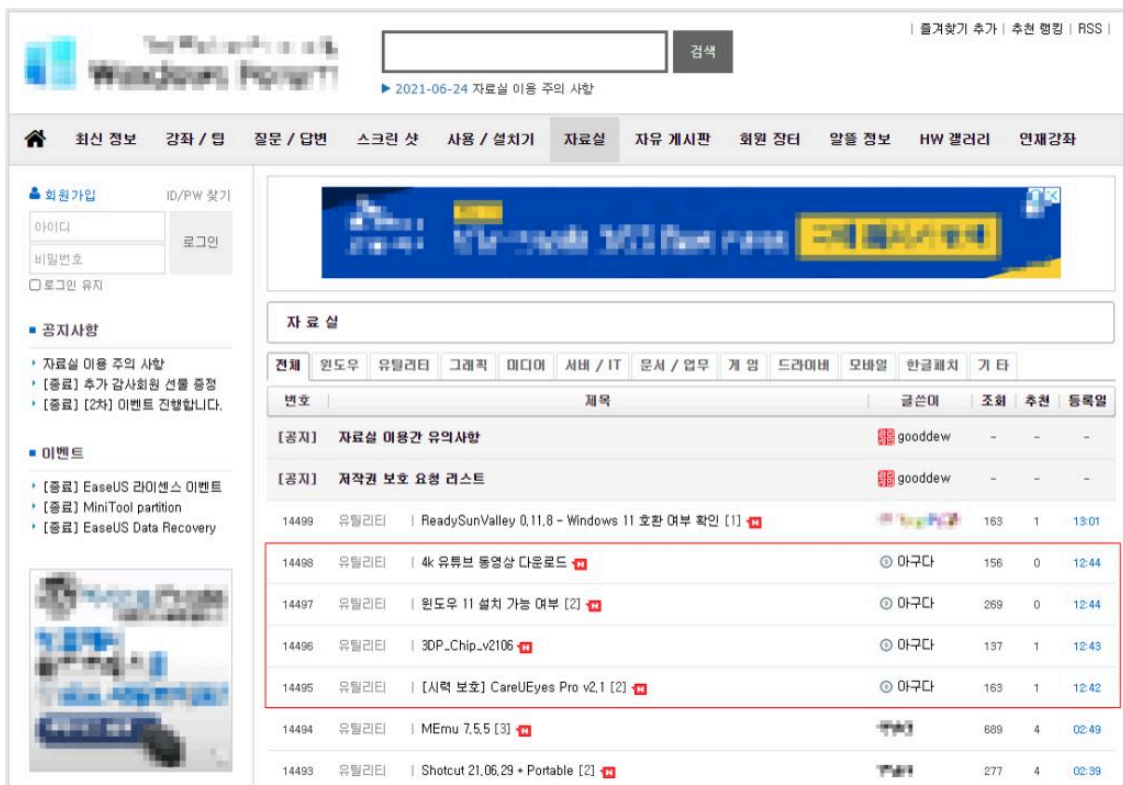 | 즐겨찾기 추가 | 추천 랭킹 | RSS |
검색
▶ 2021-06-24 자료실 이용 주의 사항
최신 정보 강좌 / 팁 질문 / 답변 스크린 샷 사용 / 설치기 자료실 자유 게시판 회원 장터 알뜰 정보 HW 갤러리 연재강좌
회원가입 ID/PW 찾기
아이디
로그인
비밀번호
로그인 유지
공지사항
자료실 이용 주의 사항
[종료] 추가 감사회원 선물 증정
[종료] [2차] 이벤트 진행합니다.
이벤트
[종료] EaseUS 라이센스 이벤트
[종료] MiniTool partition
[종료] EaseUS Data Recovery
자 료 실
전체 윈도우 유틸리티 그래픽 미디어 서버 / IT 문서 / 업무 게 임 드라이버 모바일 한글패치 기 타
번호 제목 글쓴이 조회 추천 등록일
[공지] 자료실 이용간 유의사항 gooddew - - -
[공지] 저작권 보호 요청 리스트 gooddew - - -
14499 유틸리티 | ReadySunValley 0.11.8 - Windows 11 호환 여부 확인 [1] N 163 1 13:01
14498 유틸리티 | 4k 유튜브 동영상 다운로드 N 아구다 156 0 12:44
14497 유틸리티 | 윈도우 11 설치 가능 여부 [2] N 아구다 269 0 12:44
14496 유틸리티 | 3DP_Chip_v2106 N 아구다 137 1 12:43
14495 유틸리티 | [시력 보호] CareUEyes Pro v2.1 [2] N 아구다 163 1 12:42
14494 유틸리티 | MEmu 7.5.5 [3] N 689 4 02:49
14493 유틸리티 | Shotcut 21.06.29 + Portable [2] N 277 4 02:39